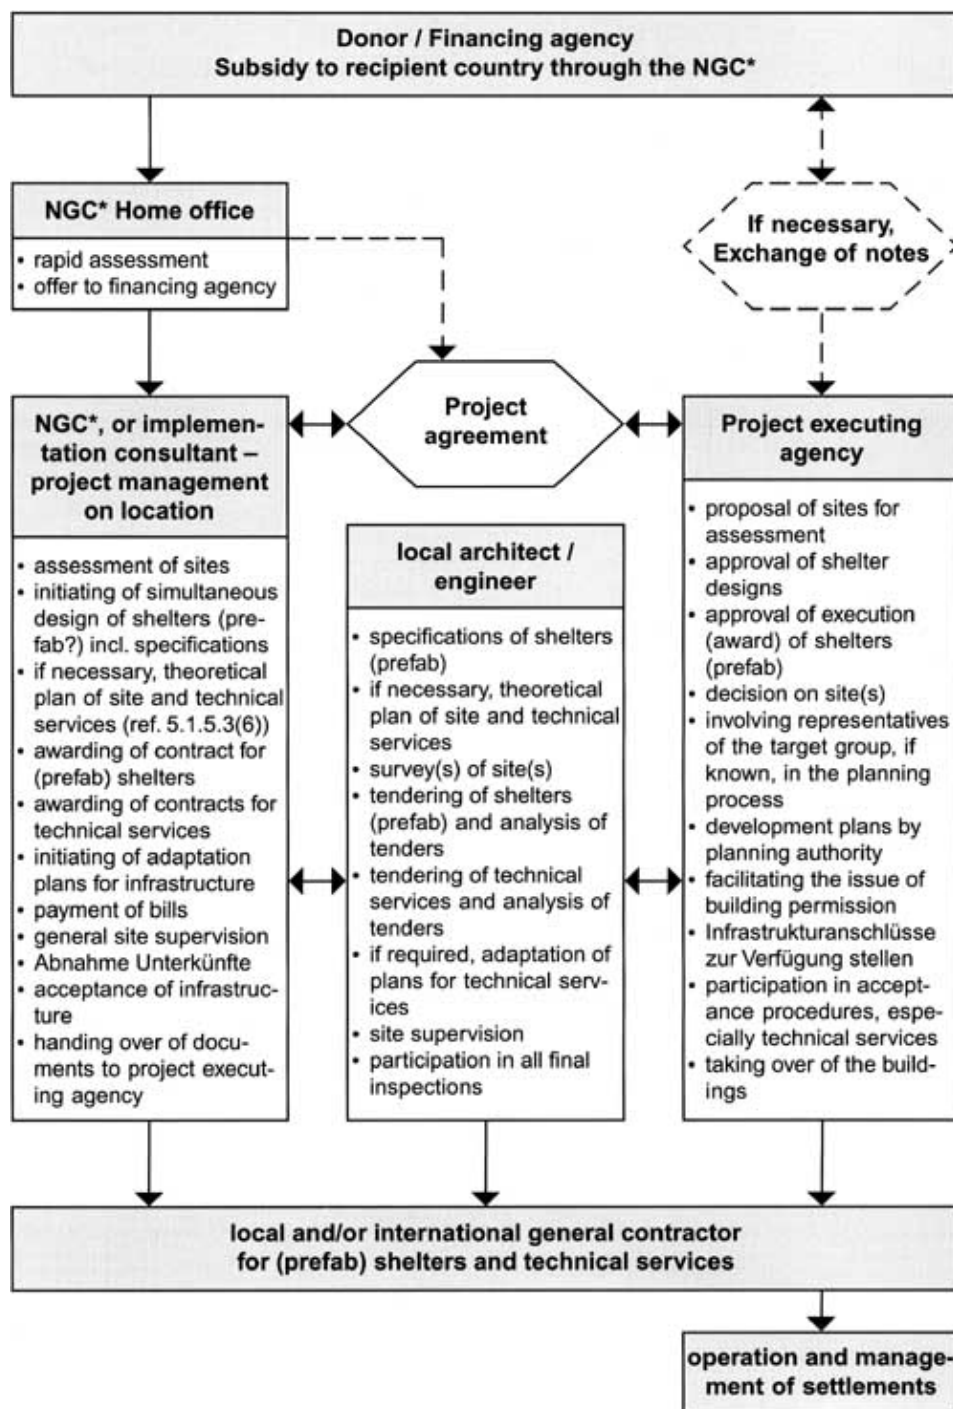 Donor / Financing agency
Subsidy to recipient country through the NGC*
NGC* Home office
• rapid assessment
• offer to financing agency
If necessary,
Exchange of notes
NGC*, or implemen-
tation consultant –
project management
on location
• assessment of sites
• initiating of simultaneous
design of shelters (pre-
fab?) incl. specifications
• if necessary, theoretical
plan of site and technical
services (ref. 5.1.5.3(6))
• awarding of contract for
(prefab) shelters
• awarding of contracts for
technical services
• initiating of adaptation
plans for infrastructure
• payment of bills
• general site supervision
• Abnahme Unterkünfte
• acceptance of infrastruc-
ture
• handing over of docu-
ments to project execut-
ing agency
Project
agreement
local architect /
engineer
• specifications of shelters
(prefab)
• if necessary, theoretical
plan of site and technical
services
• survey(s) of site(s)
• tendering of shelters
(prefab) and analysis of
tenders
• tendering of technical
services and analysis of
tenders
• if required, adaptation of
plans for technical serv-
ices
• site supervision
• participation in all final
inspections
Project executing
agency
• proposal of sites for
assessment
• approval of shelter
designs
• approval of execution
(award) of shelters
(prefab)
• decision on site(s)
• involving representatives
of the target group, if
known, in the planning
process
• development plans by
planning authority
• facilitating the issue of
building permission
• Infrastrukturanschlüsse
zur Verfügung stellen
• participation in accept-
ance procedures, espe-
cially technical services
• taking over of the build-
ings
local and/or international general contractor
for (prefab) shelters and technical services
operation and manage-
ment of settlements